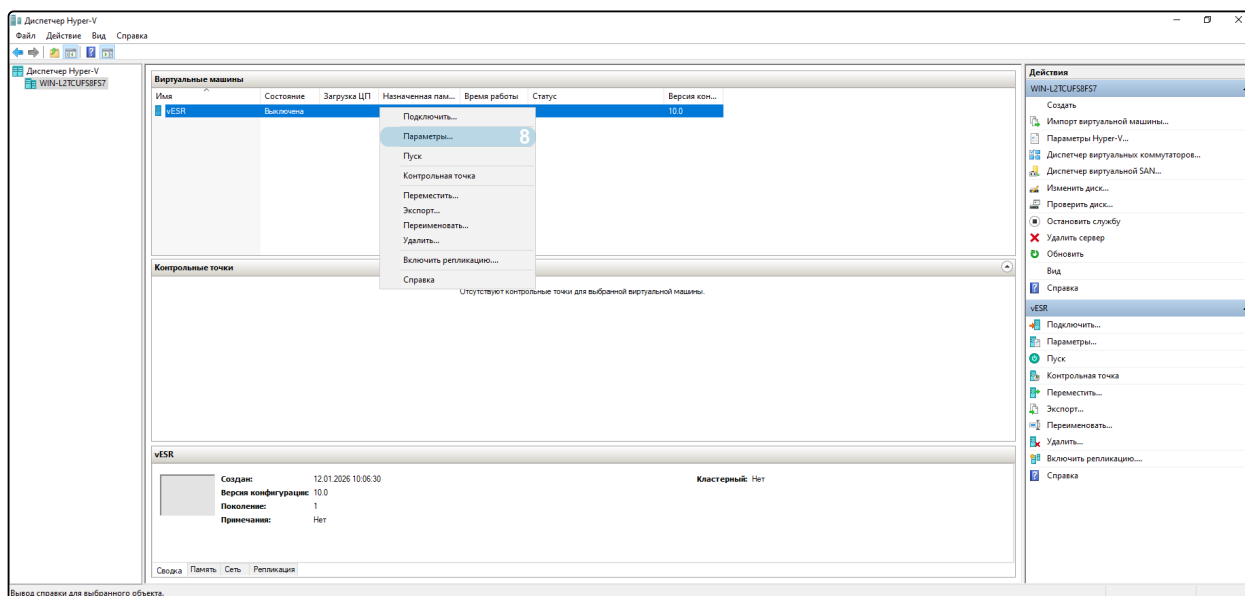 Диспетчер Hyper-V
Файл Действие Вид Справка
Диспетчер Hyper-V
WIN-L2TCUFS8FS7
Виртуальные машины
Имя Состояние Загрузка ЦП Назначенная пам... Время работы Статус Версия кон...
vESR Выключена 10.0
Подключить...
Параметры... 8
Пуск
Контрольная точка
Переместить...
Экспорт...
Переименовать...
Удалить...
Включить репликацию....
Справка
Контрольные точки
Отсутствуют контрольные точки для выбранной виртуальной машины.
vESR
Создан: 12.01.2026 10:06:30 Кластерный: Нет
Версия конфигурации: 10.0
Поколение: 1
Примечания: Нет
Сводка Память Сеть Репликация
Действия
WIN-L2TCUFS8FS7
Создать
Импорт виртуальной машины...
Параметры Hyper-V...
Диспетчер виртуальных коммутаторов...
Диспетчер виртуальной SAN...
Изменить диск...
Проверить диск...
Остановить службу
Удалить сервер
Обновить
Вид
Справка
vESR
Подключить...
Параметры...
Пуск
Контрольная точка
Переместить...
Экспорт...
Переименовать...
Удалить...
Включить репликацию....
Справка
Вывод справки для выбранного объекта.